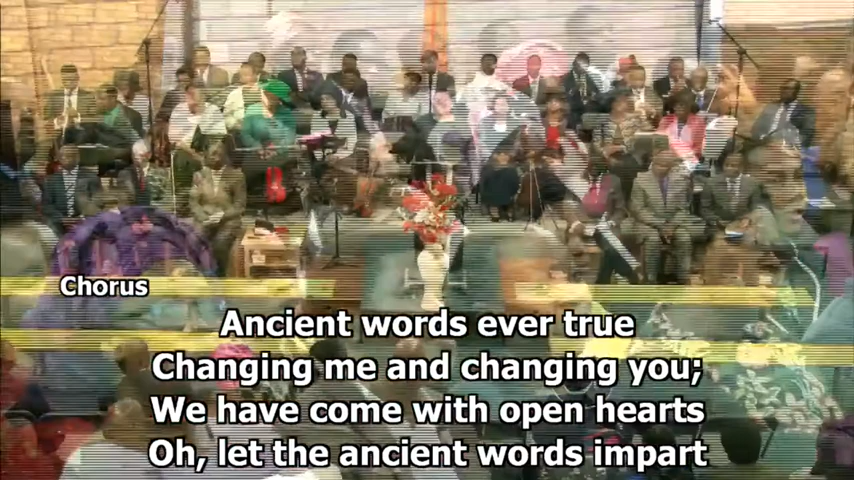 Chorus
Ancient words ever true
Changing me and changing you;
We have come with open hearts
Oh, let the ancient words impart